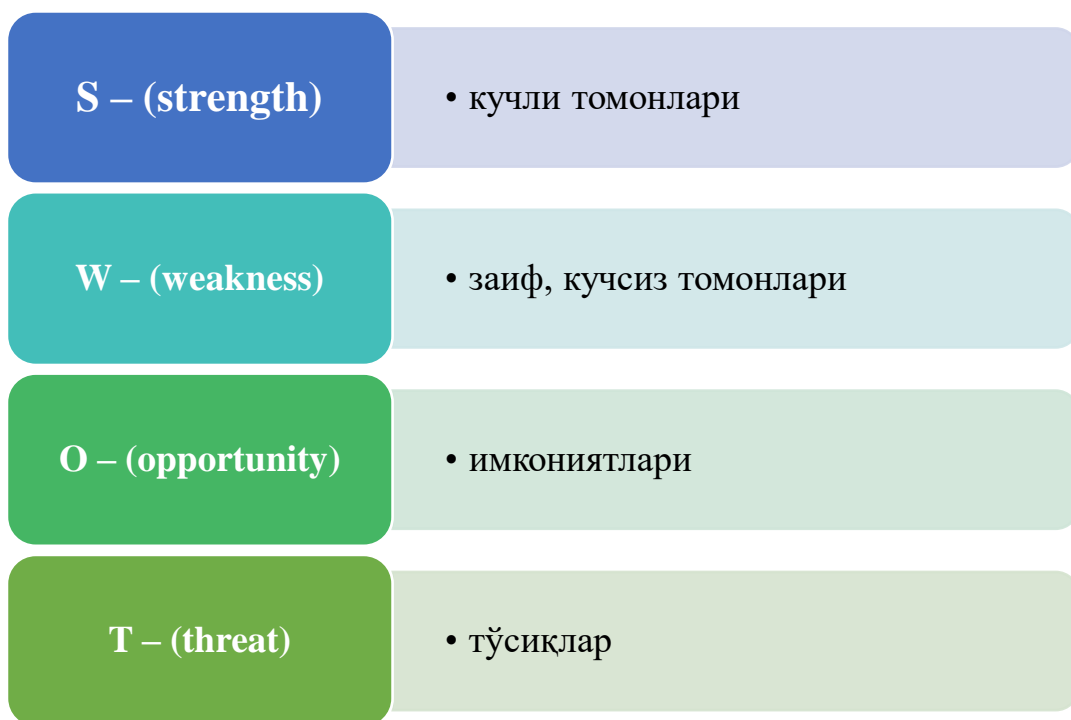 S – (strength)
• кучли томонлари
W – (weakness)
• заиф, кучсиз томонлари
O – (opportunity)
• имкониятлари
T – (threat)
• тўсиқлар